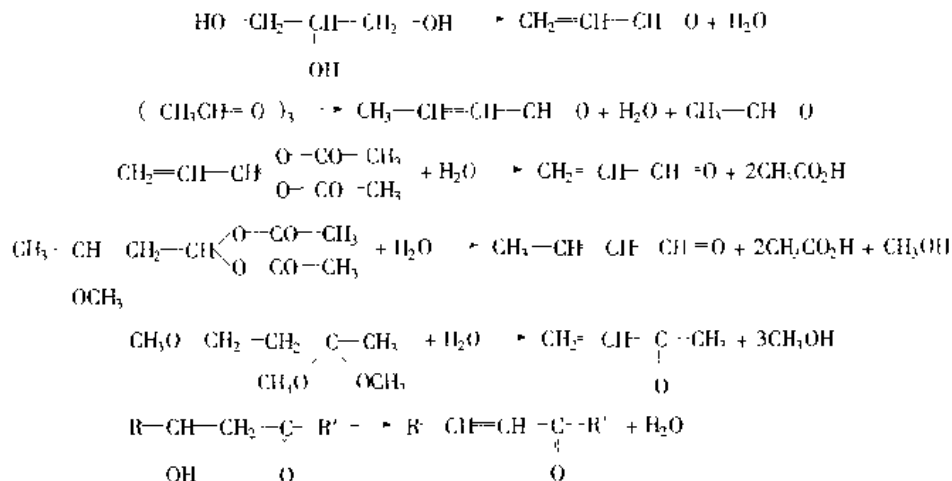 HO CH₂—CH—CH₂ —OH → CH₂=CH—CH O + H₂O
OH
( CH₃CH=O )₃ → CH₃—CH=CH—CH O + H₂O + CH₃—CH O
CH₂=CH—CH O—CO—CH₃ O—CO—CH₃ + H₂O → CH₂= CH— CH =O + 2CH₃CO₂H
CH₃— CH CH₂—CH O—CO—CH₃ O CO—CH₃ + H₂O → CH₃—CH CH CH=O + 2CH₃CO₂H + CH₃OH
OCH₃
CH₃O CH₂ —CH₂ C—CH₃ + H₂O → CH₂= CH—C—CH₃ + 3CH₃OH
CH₃O OCH₃ O
R—CH—CH₂—C— R' → R CH=CH—C—R' + H₂O
OH O O